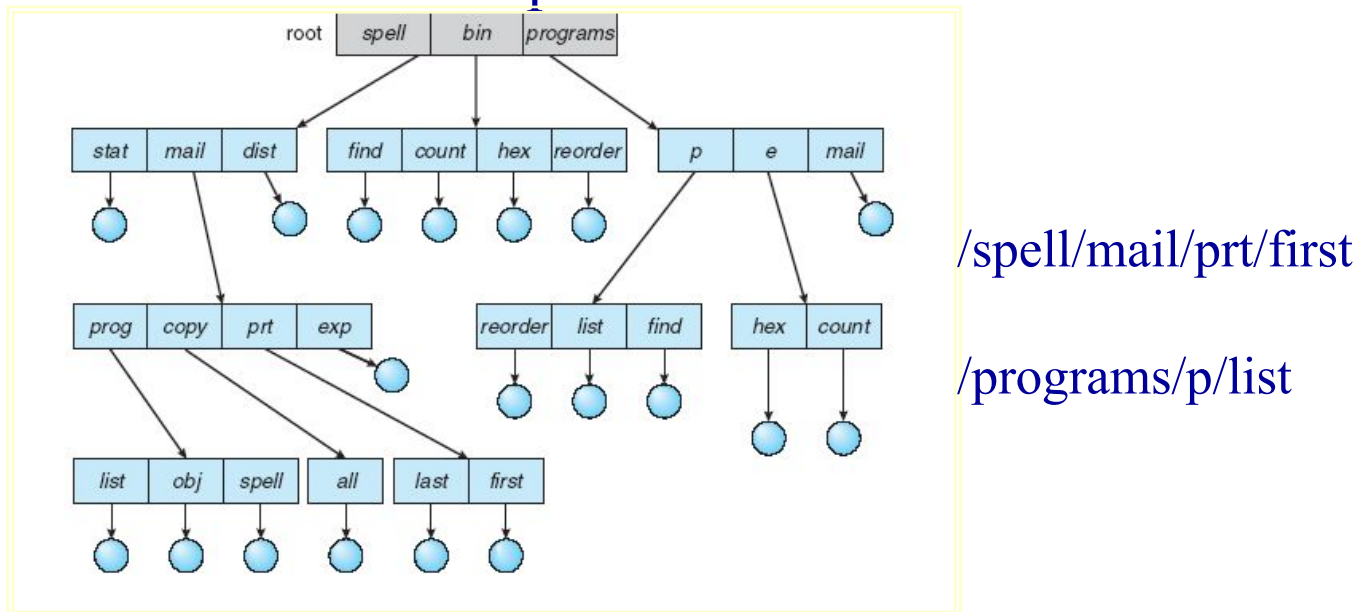 root spell bin programs
stat mail dist find count hex reorder p e mail
/spell/mail/prt/first
prog copy prt exp reorder list find hex count
/programs/p/list
list obj spell all last first